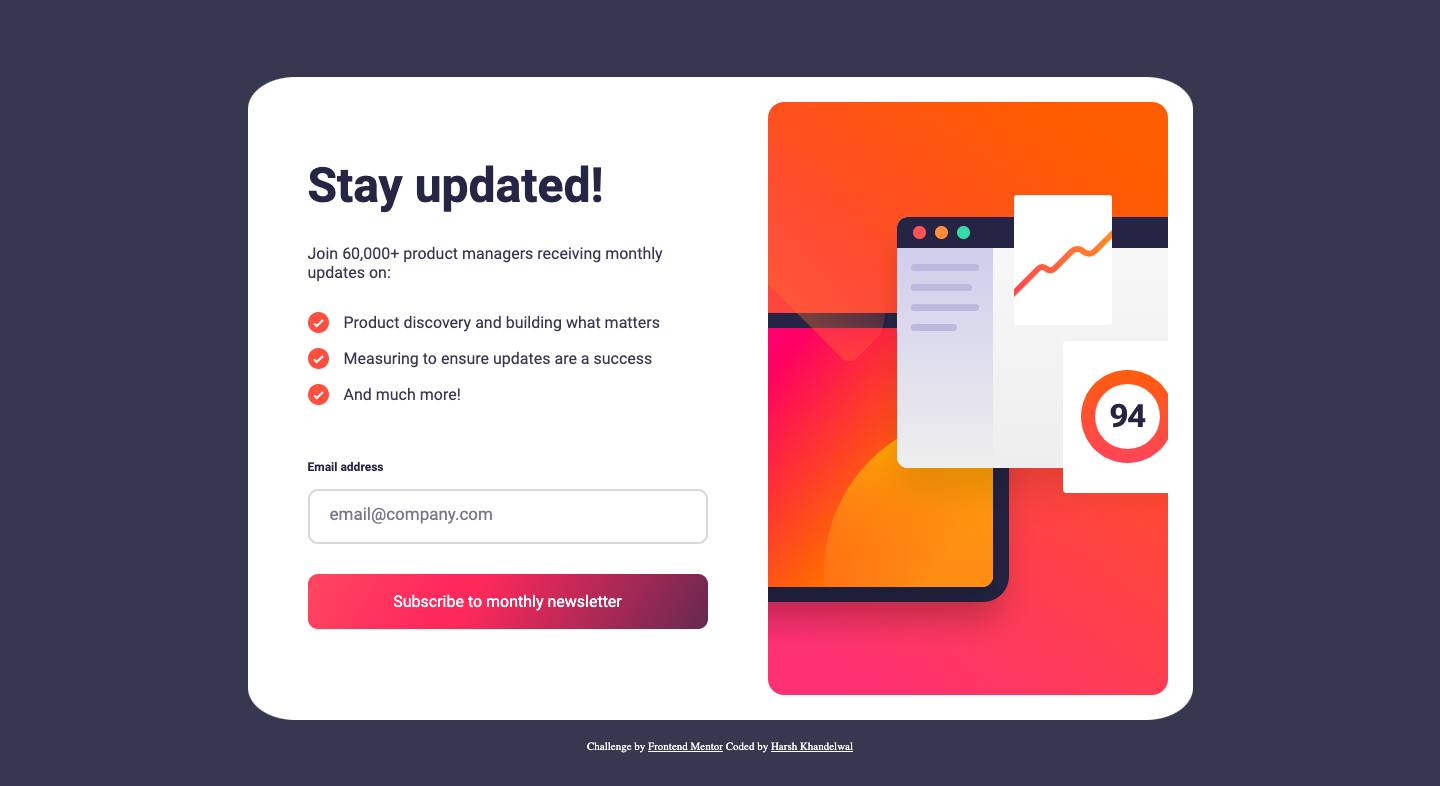 Stay updated!
Join 60,000+ product managers receiving monthly
updates on:
Product discovery and building what matters
Measuring to ensure updates are a success
And much more!
Email address
email@company.com
Subscribe to monthly newsletter
94
Challenge by Frontend Mentor Coded by Harsh Khandelwal